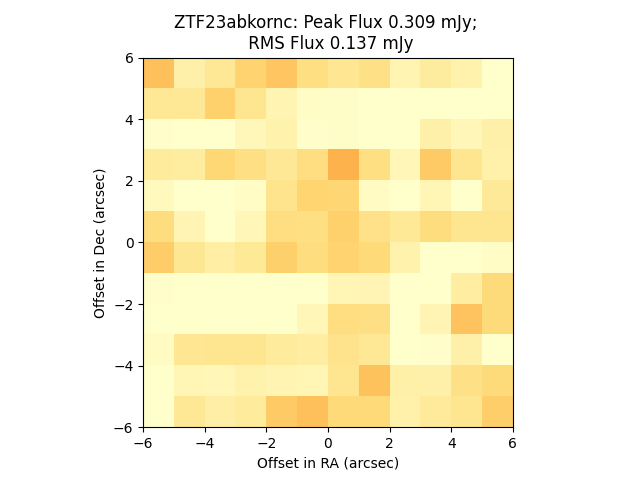 ZTF23abkornc: Peak Flux 0.309 mJy;
RMS Flux 0.137 mJy
6
4
2
0
−2
−4
−6
Offset in Dec (arcsec)
−6 −4 −2 0 2 4 6
Offset in RA (arcsec)